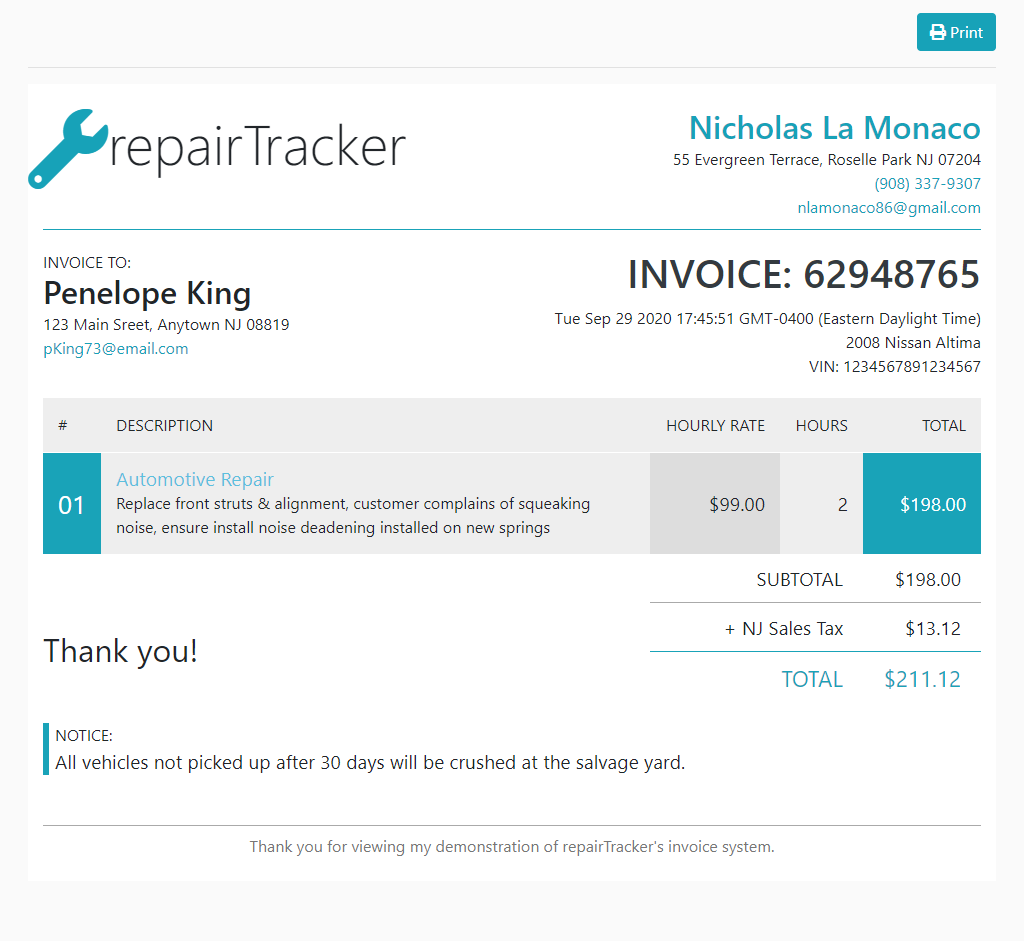 Print
repairTracker
Nicholas La Monaco
55 Evergreen Terrace, Roselle Park NJ 07204
(908) 337-9307
nlamonaco86@gmail.com
INVOICE TO:
Penelope King
123 Main Sreet, Anytown NJ 08819
pKing73@email.com
INVOICE: 62948765
Tue Sep 29 2020 17:45:51 GMT-0400 (Eastern Daylight Time)
2008 Nissan Altima
VIN: 1234567891234567
# DESCRIPTION HOURLY RATE HOURS TOTAL
01 Automotive Repair $99.00 2 $198.00
Replace front struts & alignment, customer complains of squeaking
noise, ensure install noise deadening installed on new springs
SUBTOTAL $198.00
+ NJ Sales Tax $13.12
TOTAL $211.12
Thank you!
NOTICE:
All vehicles not picked up after 30 days will be crushed at the salvage yard.
Thank you for viewing my demonstration of repairTracker's invoice system.